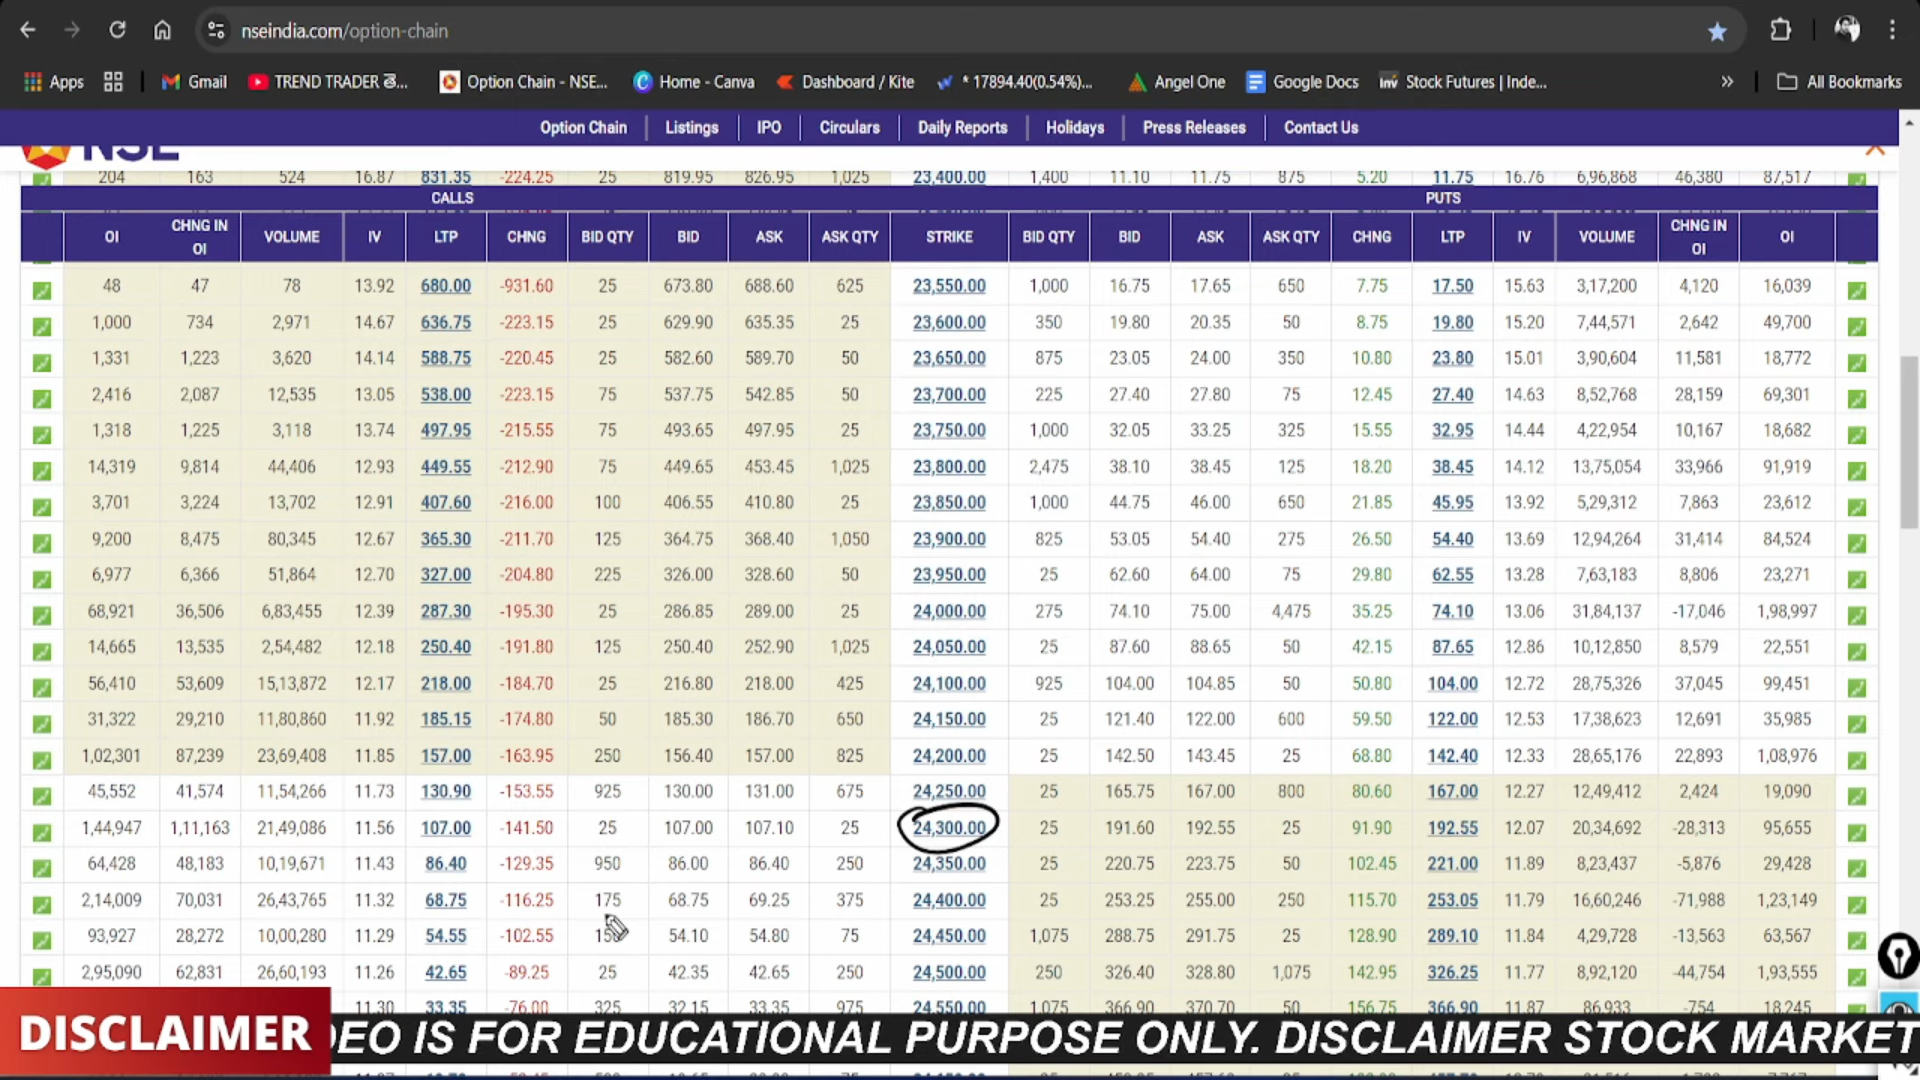 nseindia.com/option-chain
Apps Gmail TREND TRADER తె... Option Chain - NSE... Home - Canva Dashboard / Kite * 17894.40(0.54%)... Angel One Google Docs Inv Stock Futures | Inde... » All Bookmarks
Option Chain Listings IPO Circulars Daily Reports Holidays Press Releases Contact Us
NSE
204 163 524 16.87 831.35 -224.25 25 819.95 826.95 1,025 23,400.00 1,400 11.10 11.75 875 5.20 11.75 16.76 6,96,868 46,380 87,517
CALLS PUTS
OI CHNG IN OI VOLUME IV LTP CHNG BID QTY BID ASK ASK QTY STRIKE BID QTY BID ASK ASK QTY CHNG LTP IV VOLUME CHNG IN OI OI
48 47 78 13.92 680.00 -931.60 25 673.80 688.60 625 23,550.00 1,000 16.75 17.65 650 7.75 17.50 15.63 3,17,200 4,120 16,039
1,000 734 2,971 14.67 636.75 -223.15 25 629.90 635.35 25 23,600.00 350 19.80 20.35 50 8.75 19.80 15.20 7,44,571 2,642 49,700
1,331 1,223 3,620 14.14 588.75 -220.45 25 582.60 589.70 50 23,650.00 875 23.05 24.00 350 10.80 23.80 15.01 3,90,604 11,581 18,772
2,416 2,087 12,535 13.05 538.00 -223.15 75 537.75 542.85 50 23,700.00 225 27.40 27.80 75 12.45 27.40 14.63 8,52,768 28,159 69,301
1,318 1,225 3,118 13.74 497.95 -215.55 75 493.65 497.95 25 23,750.00 1,000 32.05 33.25 325 15.55 32.95 14.44 4,22,954 10,167 18,682
14,319 9,814 44,406 12.93 449.55 -212.90 75 449.65 453.45 1,025 23,800.00 2,475 38.10 38.45 125 18.20 38.45 14.12 13,75,054 33,966 91,919
3,701 3,224 13,702 12.91 407.60 -216.00 100 406.55 410.80 25 23,850.00 1,000 44.75 46.00 650 21.85 45.95 13.92 5,29,312 7,863 23,612
9,200 8,475 80,345 12.67 365.30 -211.70 125 364.75 368.40 1,050 23,900.00 825 53.05 54.40 275 26.50 54.40 13.69 12,94,264 31,414 84,524
6,977 6,366 51,864 12.70 327.00 -204.80 225 326.00 328.60 50 23,950.00 25 62.60 64.00 75 29.80 62.55 13.28 7,63,183 8,806 23,271
68,921 36,506 6,83,455 12.39 287.30 -195.30 25 286.85 289.00 25 24,000.00 275 74.10 75.00 4,475 35.25 74.10 13.06 31,84,137 -17,046 1,98,997
14,665 13,535 2,54,482 12.18 250.40 -191.80 125 250.40 252.90 1,025 24,050.00 25 87.60 88.65 50 42.15 87.65 12.86 10,12,850 8,579 22,551
56,410 53,609 15,13,872 12.17 218.00 -184.70 25 216.80 218.00 425 24,100.00 925 104.00 104.85 50 50.80 104.00 12.72 28,75,326 37,045 99,451
31,322 29,210 11,80,860 11.92 185.15 -174.80 50 185.30 186.70 650 24,150.00 25 121.40 122.00 600 59.50 122.00 12.53 17,38,623 12,691 35,985
1,02,301 87,239 23,69,408 11.85 157.00 -163.95 250 156.40 157.00 825 24,200.00 25 142.50 143.45 25 68.80 142.40 12.33 28,65,176 22,893 1,08,976
45,552 41,574 11,54,266 11.73 130.90 -153.55 925 130.00 131.00 675 24,250.00 25 165.75 167.00 800 80.60 167.00 12.27 12,49,412 2,424 19,090
1,44,947 1,11,163 21,49,086 11.56 107.00 -141.50 25 107.00 107.10 25 24,300.00 25 191.60 192.55 25 91.90 192.55 12.07 20,34,692 -28,313 95,655
64,428 48,183 10,19,671 11.43 86.40 -129.35 950 86.00 86.40 250 24,350.00 25 220.75 223.75 50 102.45 221.00 11.89 8,23,437 -5,876 29,428
2,14,009 70,031 26,43,765 11.32 68.75 -116.25 175 68.75 69.25 375 24,400.00 25 253.25 255.00 250 115.70 253.05 11.79 16,60,246 -71,988 1,23,149
93,927 28,272 10,00,280 11.29 54.55 -102.55 54.10 54.80 75 24,450.00 1,075 288.75 291.75 25 128.90 289.10 11.84 4,29,728 -13,563 63,567
2,95,090 62,831 26,60,193 11.26 42.65 -89.25 25 42.35 42.65 250 24,500.00 250 326.40 328.80 1,075 142.95 326.25 11.77 8,92,120 -44,754 1,93,555
11.30 33.35 -76.00 325 32.15 33.35 975 24,550.00 1,075 366.90 370.70 50 156.75 366.90 11.87 86,933 -754 18,245
DISCLAIMER DEO IS FOR EDUCATIONAL PURPOSE ONLY. DISCLAIMER STOCK MARKET